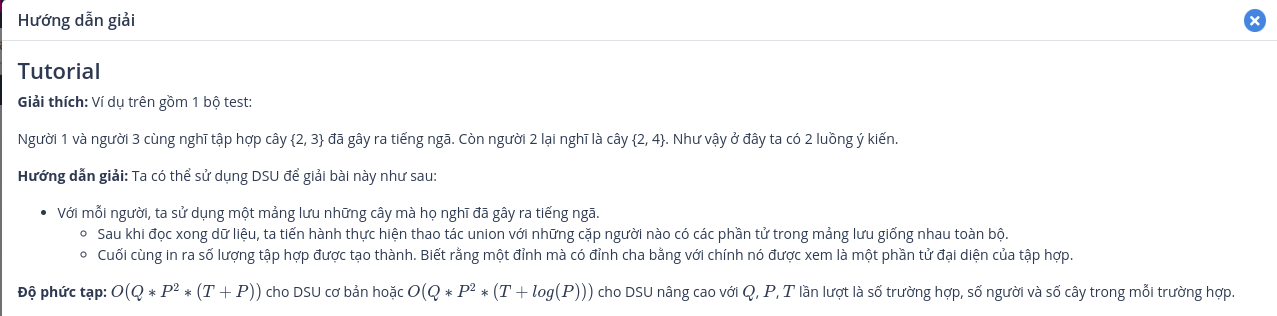 Hướng dẫn giải
Tutorial
Giải thích: Ví dụ trên gồm 1 bộ test:
Người 1 và người 3 cùng nghĩ tập hợp cây {2, 3} đã gây ra tiếng ngã. Còn người 2 lại nghĩ là cây {2, 4}. Như vậy ở đây ta có 2 luồng ý kiến.
Hướng dẫn giải: Ta có thể sử dụng DSU để giải bài này như sau:
• Với mỗi người, ta sử dụng một mảng lưu những cây mà họ nghĩ đã gây ra tiếng ngã.
◦ Sau khi đọc xong dữ liệu, ta tiến hành thực hiện thao tác union với những cặp người nào có các phần tử trong mảng lưu giống nhau toàn bộ.
◦ Cuối cùng in ra số lượng tập hợp được tạo thành. Biết rằng một đỉnh mà có đỉnh cha bằng với chính nó được xem là một phần tử đại diện của tập hợp.
Độ phức tạp: O(Q ∗ P² ∗ (T + P)) cho DSU cơ bản hoặc O(Q ∗ P² ∗ (T + log(P))) cho DSU nâng cao với Q, P, T lần lượt là số trường hợp, số người và số cây trong mỗi trường hợp.